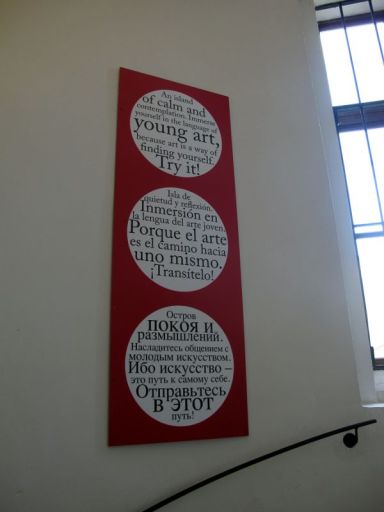 An island
of calm and
contemplation. Immerse
yourself in the language of
young art,
because art is a way of
finding yourself.
Try it!
Isla de
quietud y reflexión.
Inmersión en
la lengua del arte joven.
Porque el arte
es el camino hacia
uno mismo.
¡Transítelo!
Остров
покоя и
размышлений.
Насладитесь общением с
молодым искусством.
Ибо искусство –
это путь к самому себе.
Отправьтесь
в этот
путь!